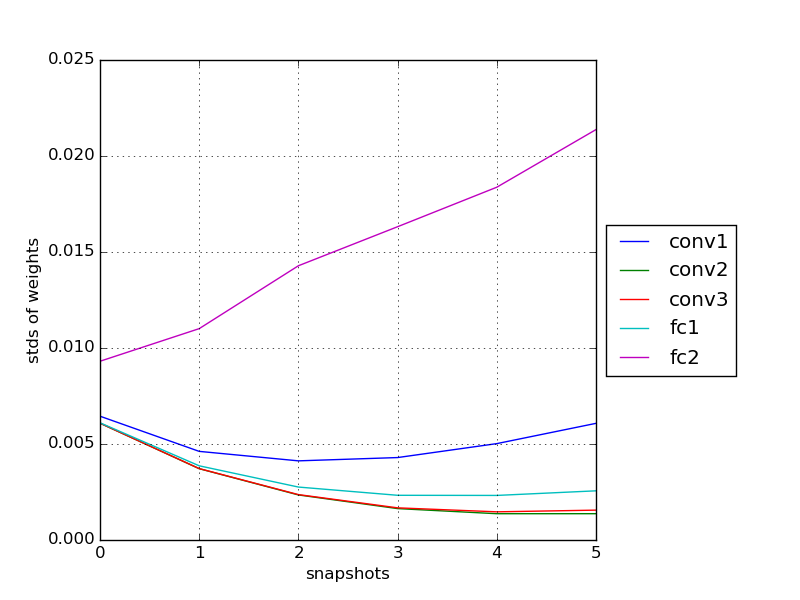 0.025
0.020
0.015
0.010
0.005
0.000
stds of weights
0 1 2 3 4 5
snapshots
conv1
conv2
conv3
fc1
fc2